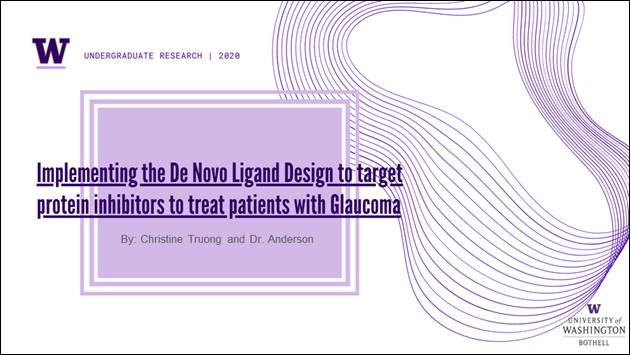 W
UNDERGRADUATE RESEARCH | 2020
Implementing the De Novo Ligand Design to target
protein inhibitors to treat patients with Glaucoma
By: Christine Truong and Dr. Anderson
W
UNIVERSITY of
WASHINGTON
BOTHELL